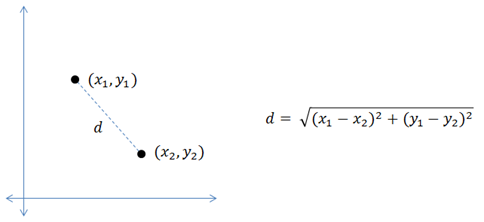 (x₁, y₁)
d
(x₂, y₂)
d = √(x₁ − x₂)² + (y₁ − y₂)²